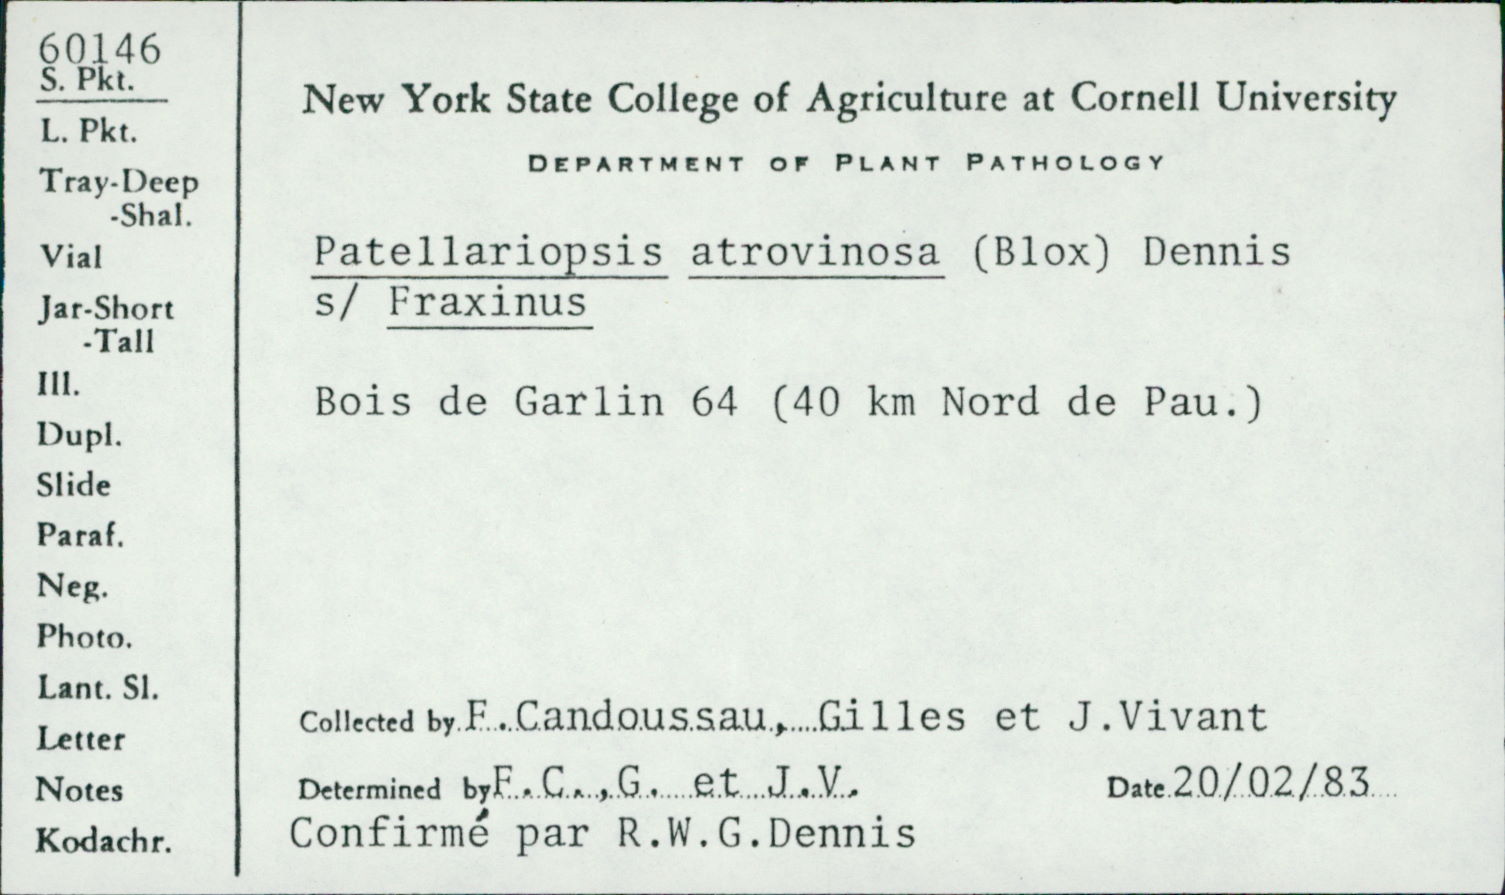 60146
S. Pkt.
L. Pkt.
Tray-Deep
-Shal.
Vial
Jar-Short
-Tall
Ill.
Dupl.
Slide
Paraf.
Neg.
Photo.
Lant. Sl.
Letter
Notes
Kodachr.
New York State College of Agriculture at Cornell University
DEPARTMENT OF PLANT PATHOLOGY
Patellariopsis atrovinosa (Blox) Dennis
s/ Fraxinus
Bois de Garlin 64 (40 km Nord de Pau.)
Collected by F. Candoussau, Gilles et J.Vivant
Determined by F. C., G. et J.V.
Date 20/02/83
Confirmé par R.W.G.Dennis